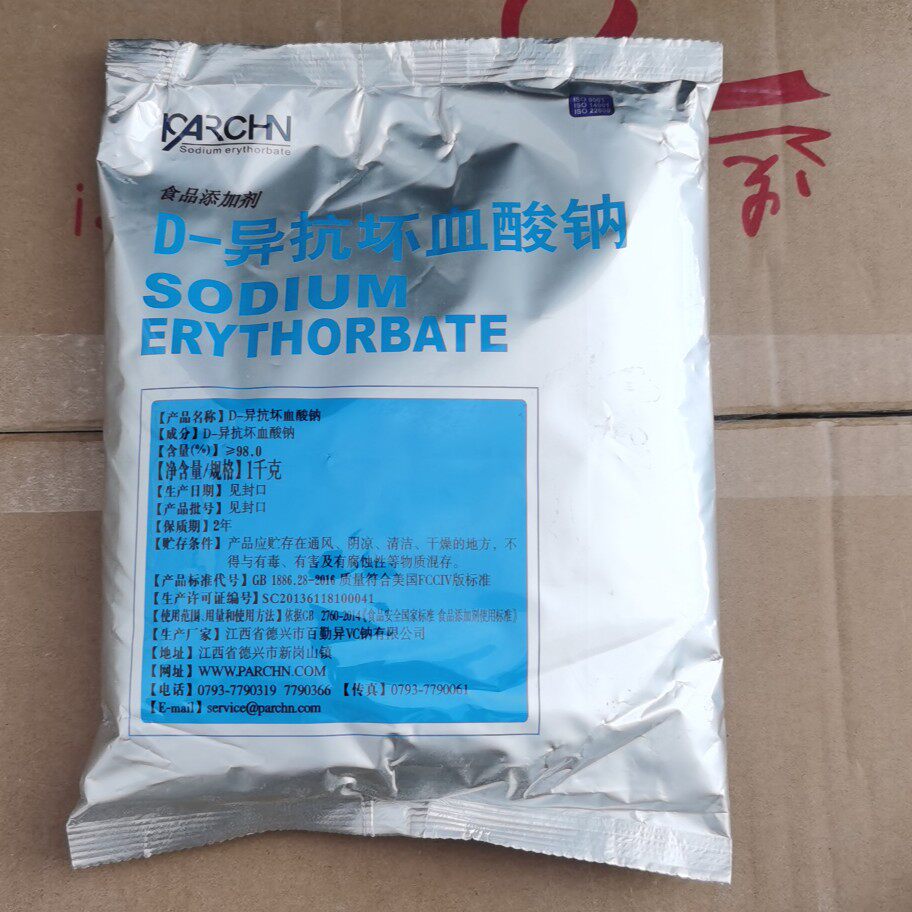 PARCHN
Sodium erythorbate
ISO 9001
ISO 14001
ISO 22000
食品添加剂
D-异抗坏血酸钠
SODIUM
ERYTHORBATE
【产品名称】D-异抗坏血酸钠
【成分】D-异抗坏血酸钠
【含量(%)】≥98.0
【净含量/规格】1千克
【生产日期】见封口
【产品批号】见封口
【保质期】2年
【贮存条件】产品应贮存在通风、阴凉、清洁、干燥的地方，不
得与有毒、有害及有腐蚀性等物质混存。
【产品标准代号】GB 1886.28-2016 质量符合美国FCCIV版标准
【生产许可证编号】SC20136118100041
【使用范围、用量和使用方法】依据GB 2760-2014《食品安全国家标准 食品添加剂使用标准》
【生产厂家】江西省德兴市百勤异VC钠有限公司
【地址】江西省德兴市新岗山镇
【网址】WWW.PARCHN.COM
【电话】0793-7790319 7790366 【传真】0793-7790061
【E-mail】service@parchn.com